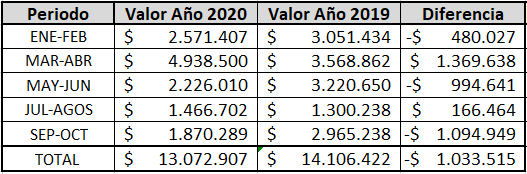 Periodo Valor Año 2020 Valor Año 2019 Diferencia
ENE-FEB $ 2.571.407 $ 3.051.434 -$ 480.027
MAR-ABR $ 4.938.500 $ 3.568.862 $ 1.369.638
MAY-JUN $ 2.226.010 $ 3.220.650 -$ 994.641
JUL-AGOS $ 1.466.702 $ 1.300.238 $ 166.464
SEP-OCT $ 1.870.289 $ 2.965.238 -$ 1.094.949
TOTAL $ 13.072.907 $ 14.106.422 -$ 1.033.515